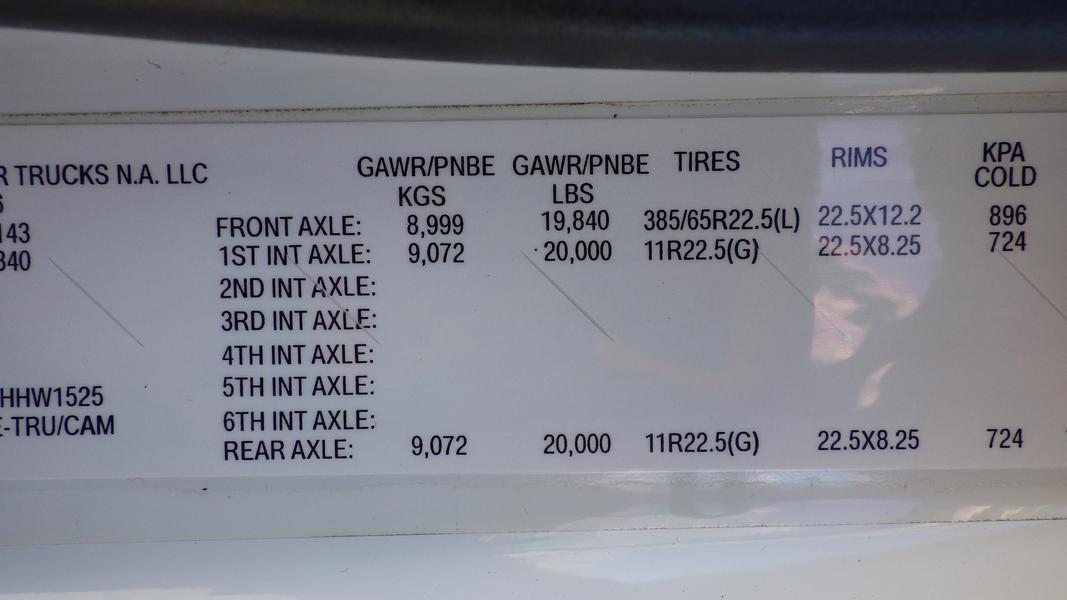 R TRUCKS N.A. LLC GAWR/PNBE GAWR/PNBE TIRES RIMS KPA
KGS LBS COLD
6
FRONT AXLE: 8,999 19,840 385/65R22.5(L) 22.5X12.2 896
143
1ST INT AXLE: 9,072 20,000 11R22.5(G) 22.5X8.25 724
340
2ND INT AXLE:
3RD INT AXLE:
4TH INT AXLE:
5TH INT AXLE:
HHW1525
6TH INT AXLE:
E-TRU/CAM
REAR AXLE: 9,072 20,000 11R22.5(G) 22.5X8.25 724